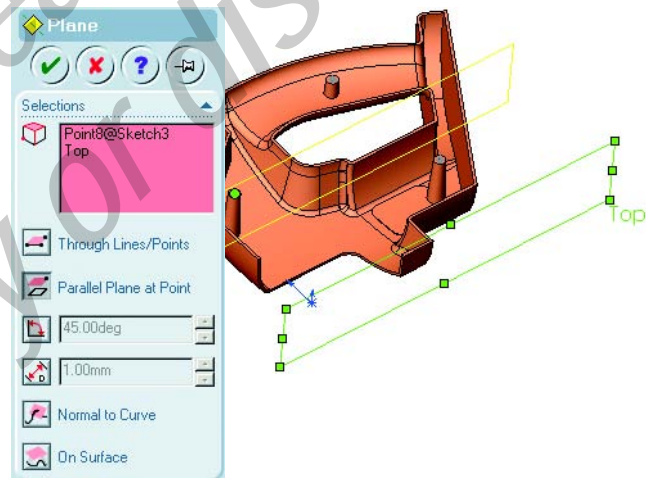 Plane
Selections
Point8@Sketch3
Top
Through Lines/Points
Parallel Plane at Point
45.00deg
1.00mm
Normal to Curve
On Surface
Top